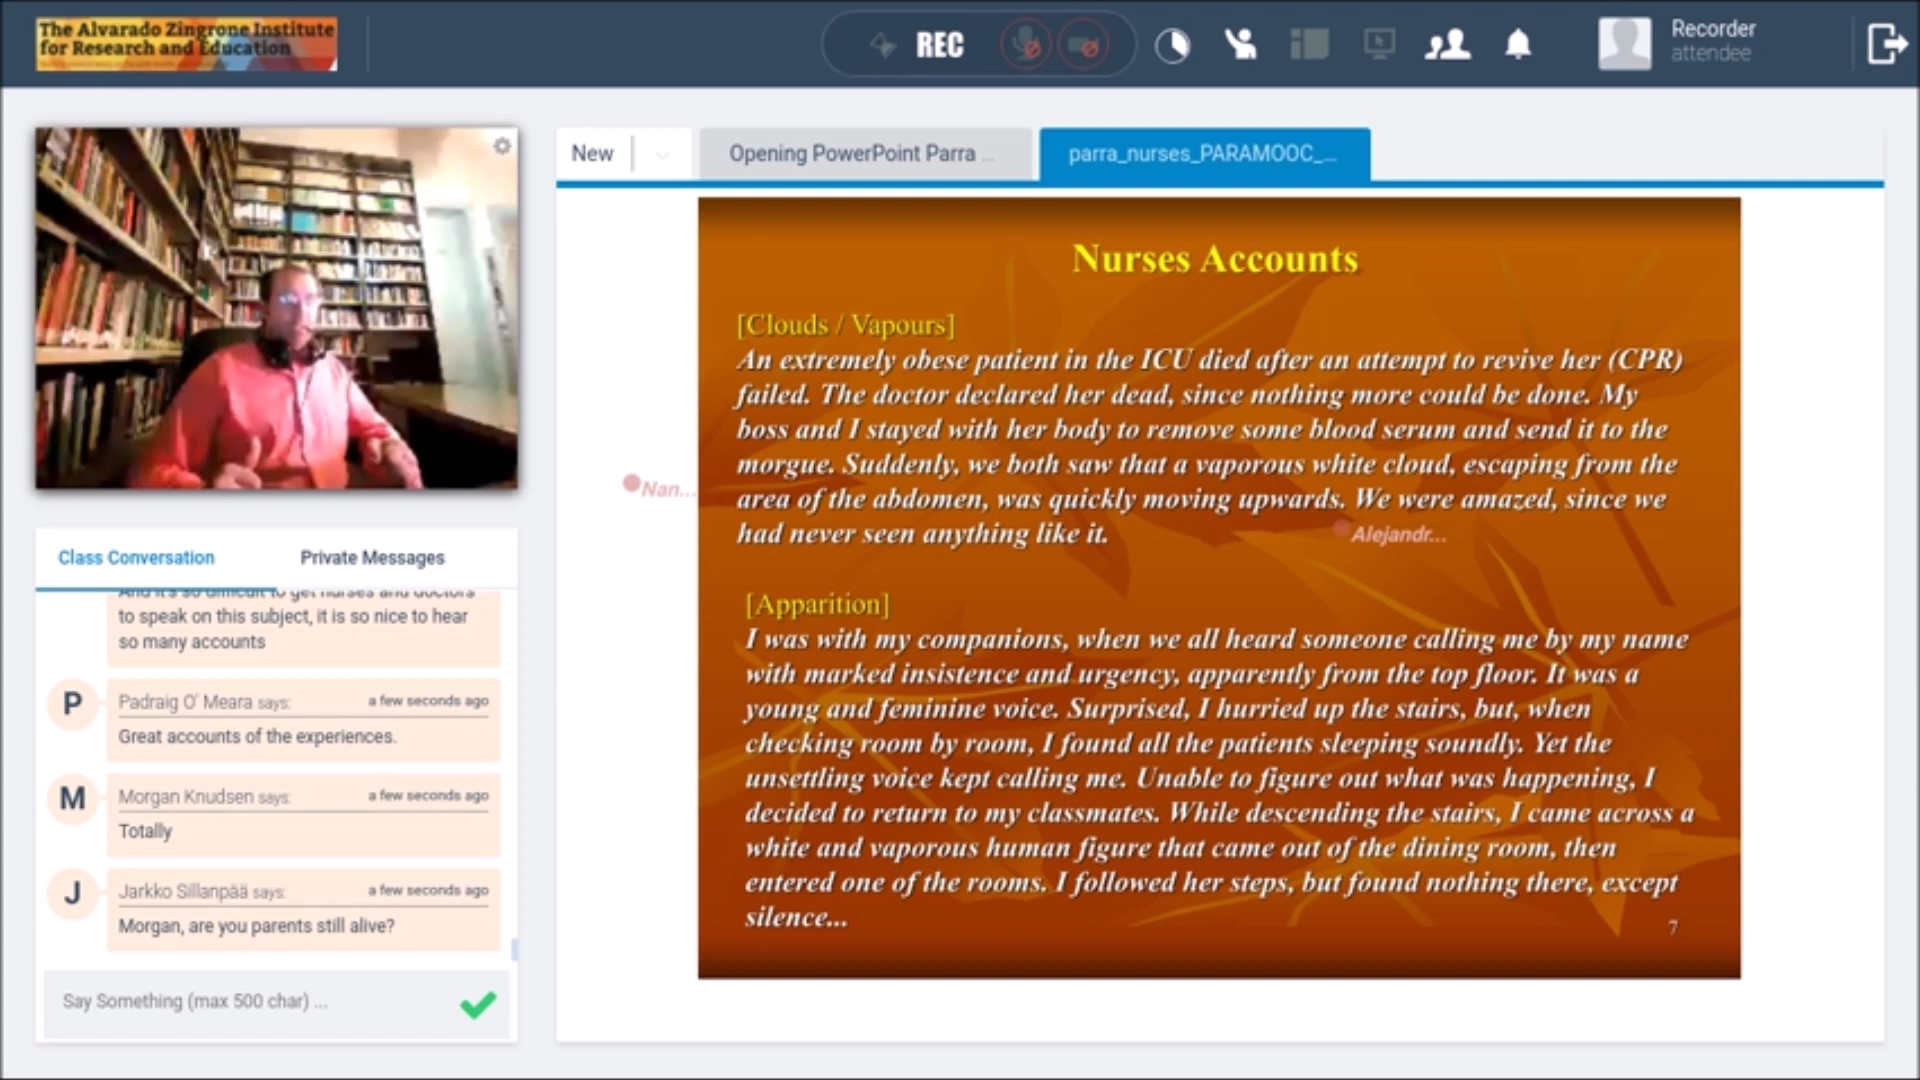 The Alvarado Zingrone Institute
for Research and Education
REC
Recorder
attendee
New
Opening PowerPoint Parra ...
parra_nurses_PARAMOOC_...
Nurses Accounts
[Clouds / Vapours]
An extremely obese patient in the ICU died after an attempt to revive her (CPR)
failed. The doctor declared her dead, since nothing more could be done. My
boss and I stayed with her body to remove some blood serum and send it to the
morgue. Suddenly, we both saw that a vaporous white cloud, escaping from the
area of the abdomen, was quickly moving upwards. We were amazed, since we
had never seen anything like it.
Nan...
Alejandr...
[Apparition]
I was with my companions, when we all heard someone calling me by my name
with marked insistence and urgency, apparently from the top floor. It was a
young and feminine voice. Surprised, I hurried up the stairs, but, when
checking room by room, I found all the patients sleeping soundly. Yet the
unsettling voice kept calling me. Unable to figure out what was happening, I
decided to return to my classmates. While descending the stairs, I came across a
white and vaporous human figure that came out of the dining room, then
entered one of the rooms. I followed her steps, but found nothing there, except
silence...
7
Class Conversation
Private Messages
And it's so difficult to get nurses and doctors
to speak on this subject, it is so nice to hear
so many accounts
P
Padraig O' Meara says:
a few seconds ago
Great accounts of the experiences.
M
Morgan Knudsen says:
a few seconds ago
Totally
J
Jarkko Sillanpää says:
a few seconds ago
Morgan, are you parents still alive?
Say Something (max 500 char) ...